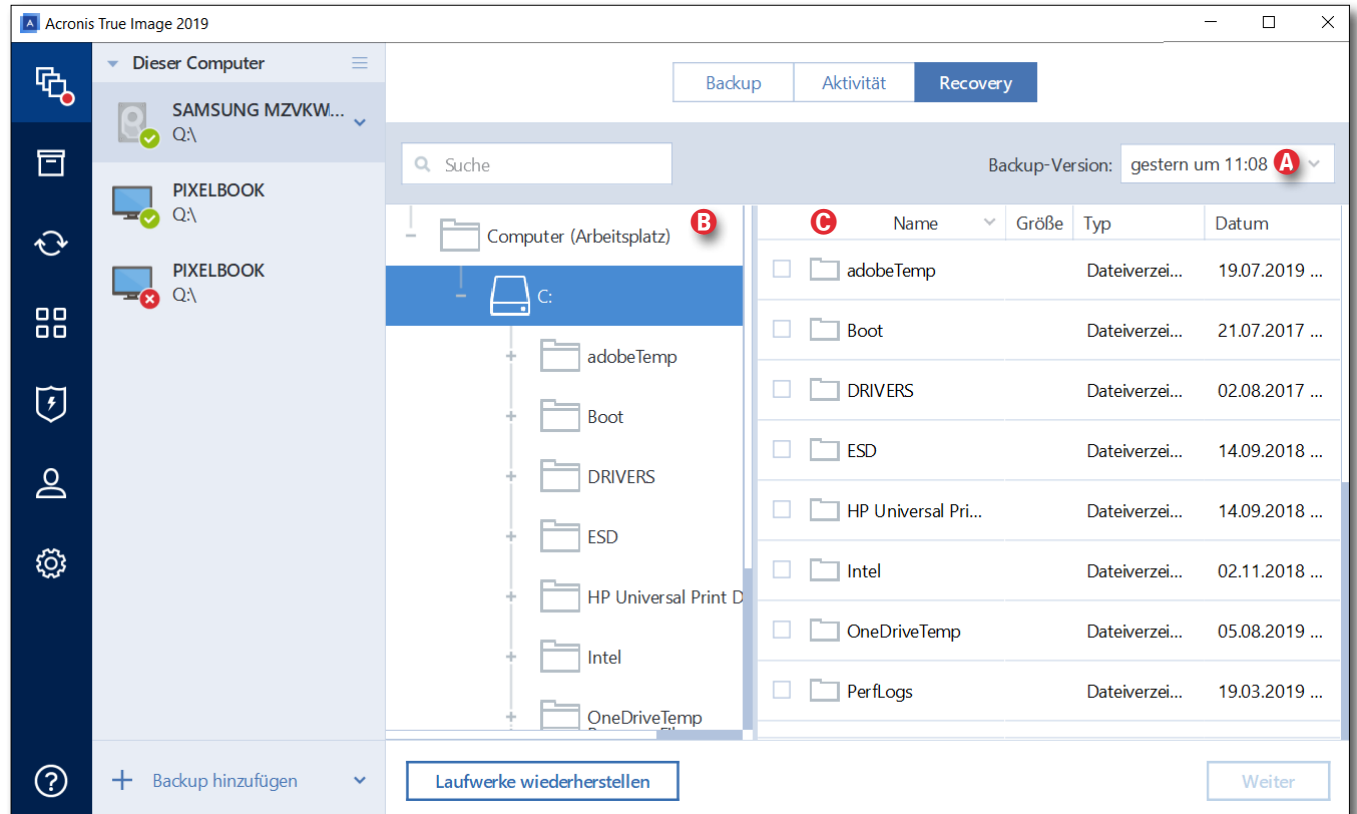 Acronis True Image 2019
Dieser Computer
SAMSUNG MZVKW...
Q:\
PIXELBOOK
Q:\
PIXELBOOK
Q:\
Backup hinzufügen
Backup
Aktivität
Recovery
Suche
Backup-Version:
gestern um 11:08
A
B
Computer (Arbeitsplatz)
C:
adobeTemp
Boot
DRIVERS
ESD
HP Universal Print D
Intel
OneDriveTemp
C
Name Größe Typ Datum
adobeTemp Dateiverzei... 19.07.2019 ...
Boot Dateiverzei... 21.07.2017 ...
DRIVERS Dateiverzei... 02.08.2017 ...
ESD Dateiverzei... 14.09.2018 ...
HP Universal Pri... Dateiverzei... 14.09.2018 ...
Intel Dateiverzei... 02.11.2018 ...
OneDriveTemp Dateiverzei... 05.08.2019 ...
PerfLogs Dateiverzei... 19.03.2019 ...
Laufwerke wiederherstellen
Weiter